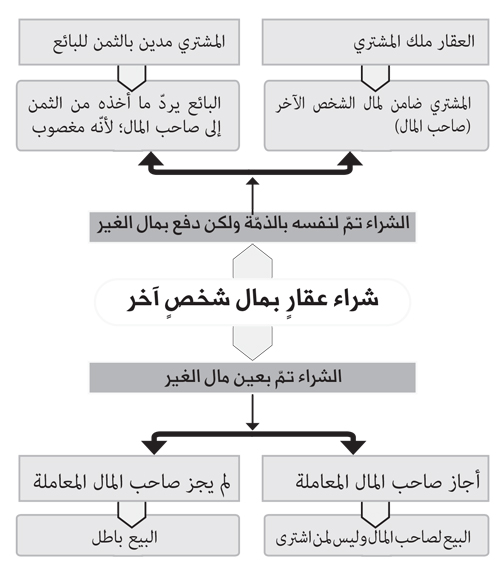 العقار ملك المشتري
المشتري مدين بالثمن للبائع
المشتري ضامن لمال الشخص الآخر
(صاحب المال)
البائع يردّ ما أخذه من الثمن
إلى صاحب المال؛ لأنّه مغصوب
الشراء تمّ لنفسه بالذمّة ولكن دفع بمال الغير
شراء عقارٍ بمال شخصٍ آخر
الشراء تمّ بعين مال الغير
أجاز صاحب المال المعاملة
لم يجز صاحب المال المعاملة
البيع لصاحب المال وليس لمن اشترى
البيع باطل